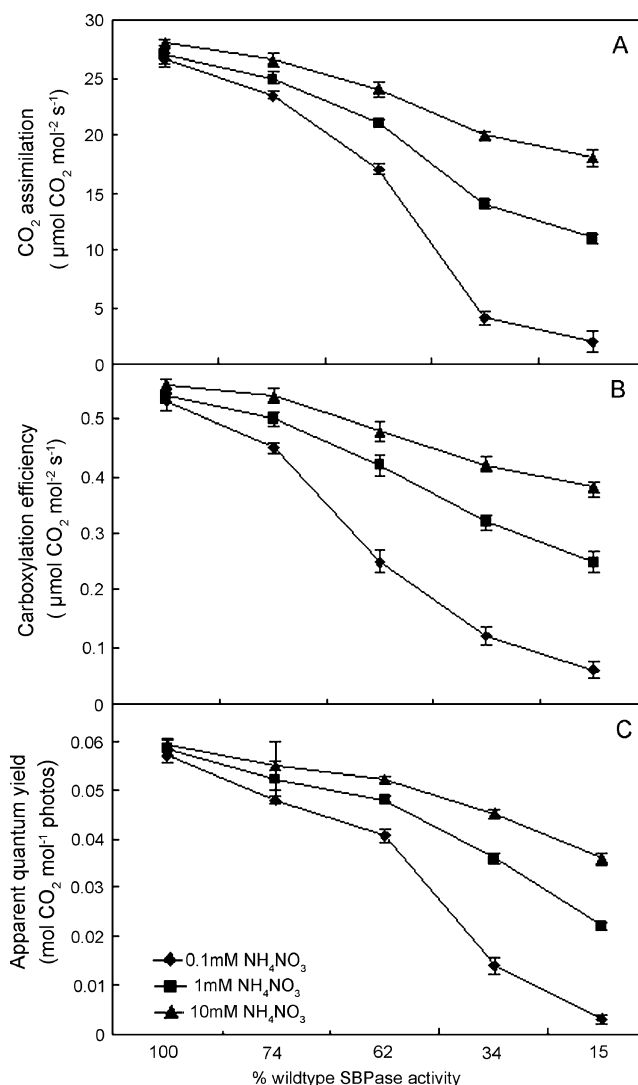 A
30
25
20
15
10
5
0
CO₂ assimilation
( µmol CO₂ mol⁻² s⁻¹)
B
0.5
0.4
0.3
0.2
0.1
0
Carboxylation efficiency
( µmol CO₂ mol⁻² s⁻¹)
C
0.06
0.05
0.04
0.03
0.02
0.01
0
Apparent quantum yield
(mol CO₂ mol⁻¹ photos)
0.1mM NH₄NO₃
1mM NH₄NO₃
10mM NH₄NO₃
100 74 62 34 15
% wildtype SBPase activity